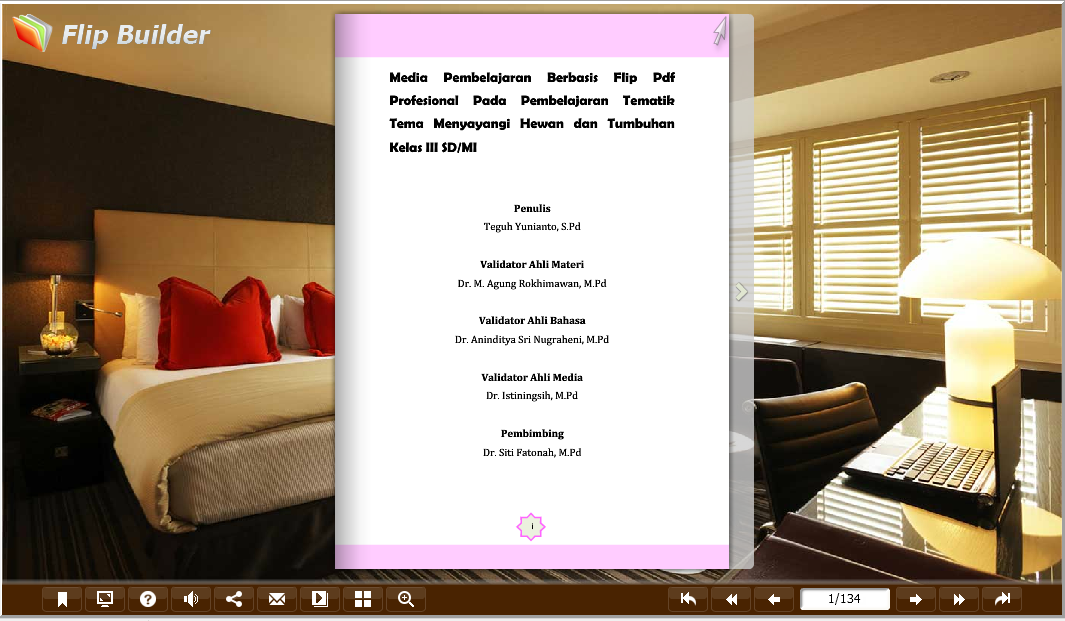 Flip Builder
Media Pembelajaran Berbasis Flip Pdf
Profesional Pada Pembelajaran Tematik
Tema Menyayangi Hewan dan Tumbuhan
Kelas III SD/MI
Penulis
Teguh Yunianto, S.Pd
Validator Ahli Materi
Dr. M. Agung Rokhimawan, M.Pd
Validator Ahli Bahasa
Dr. Aninditya Sri Nugraheni, M.Pd
Validator Ahli Media
Dr. Istiningsih, M.Pd
Pembimbing
Dr. Siti Fatonah, M.Pd
i
1/134